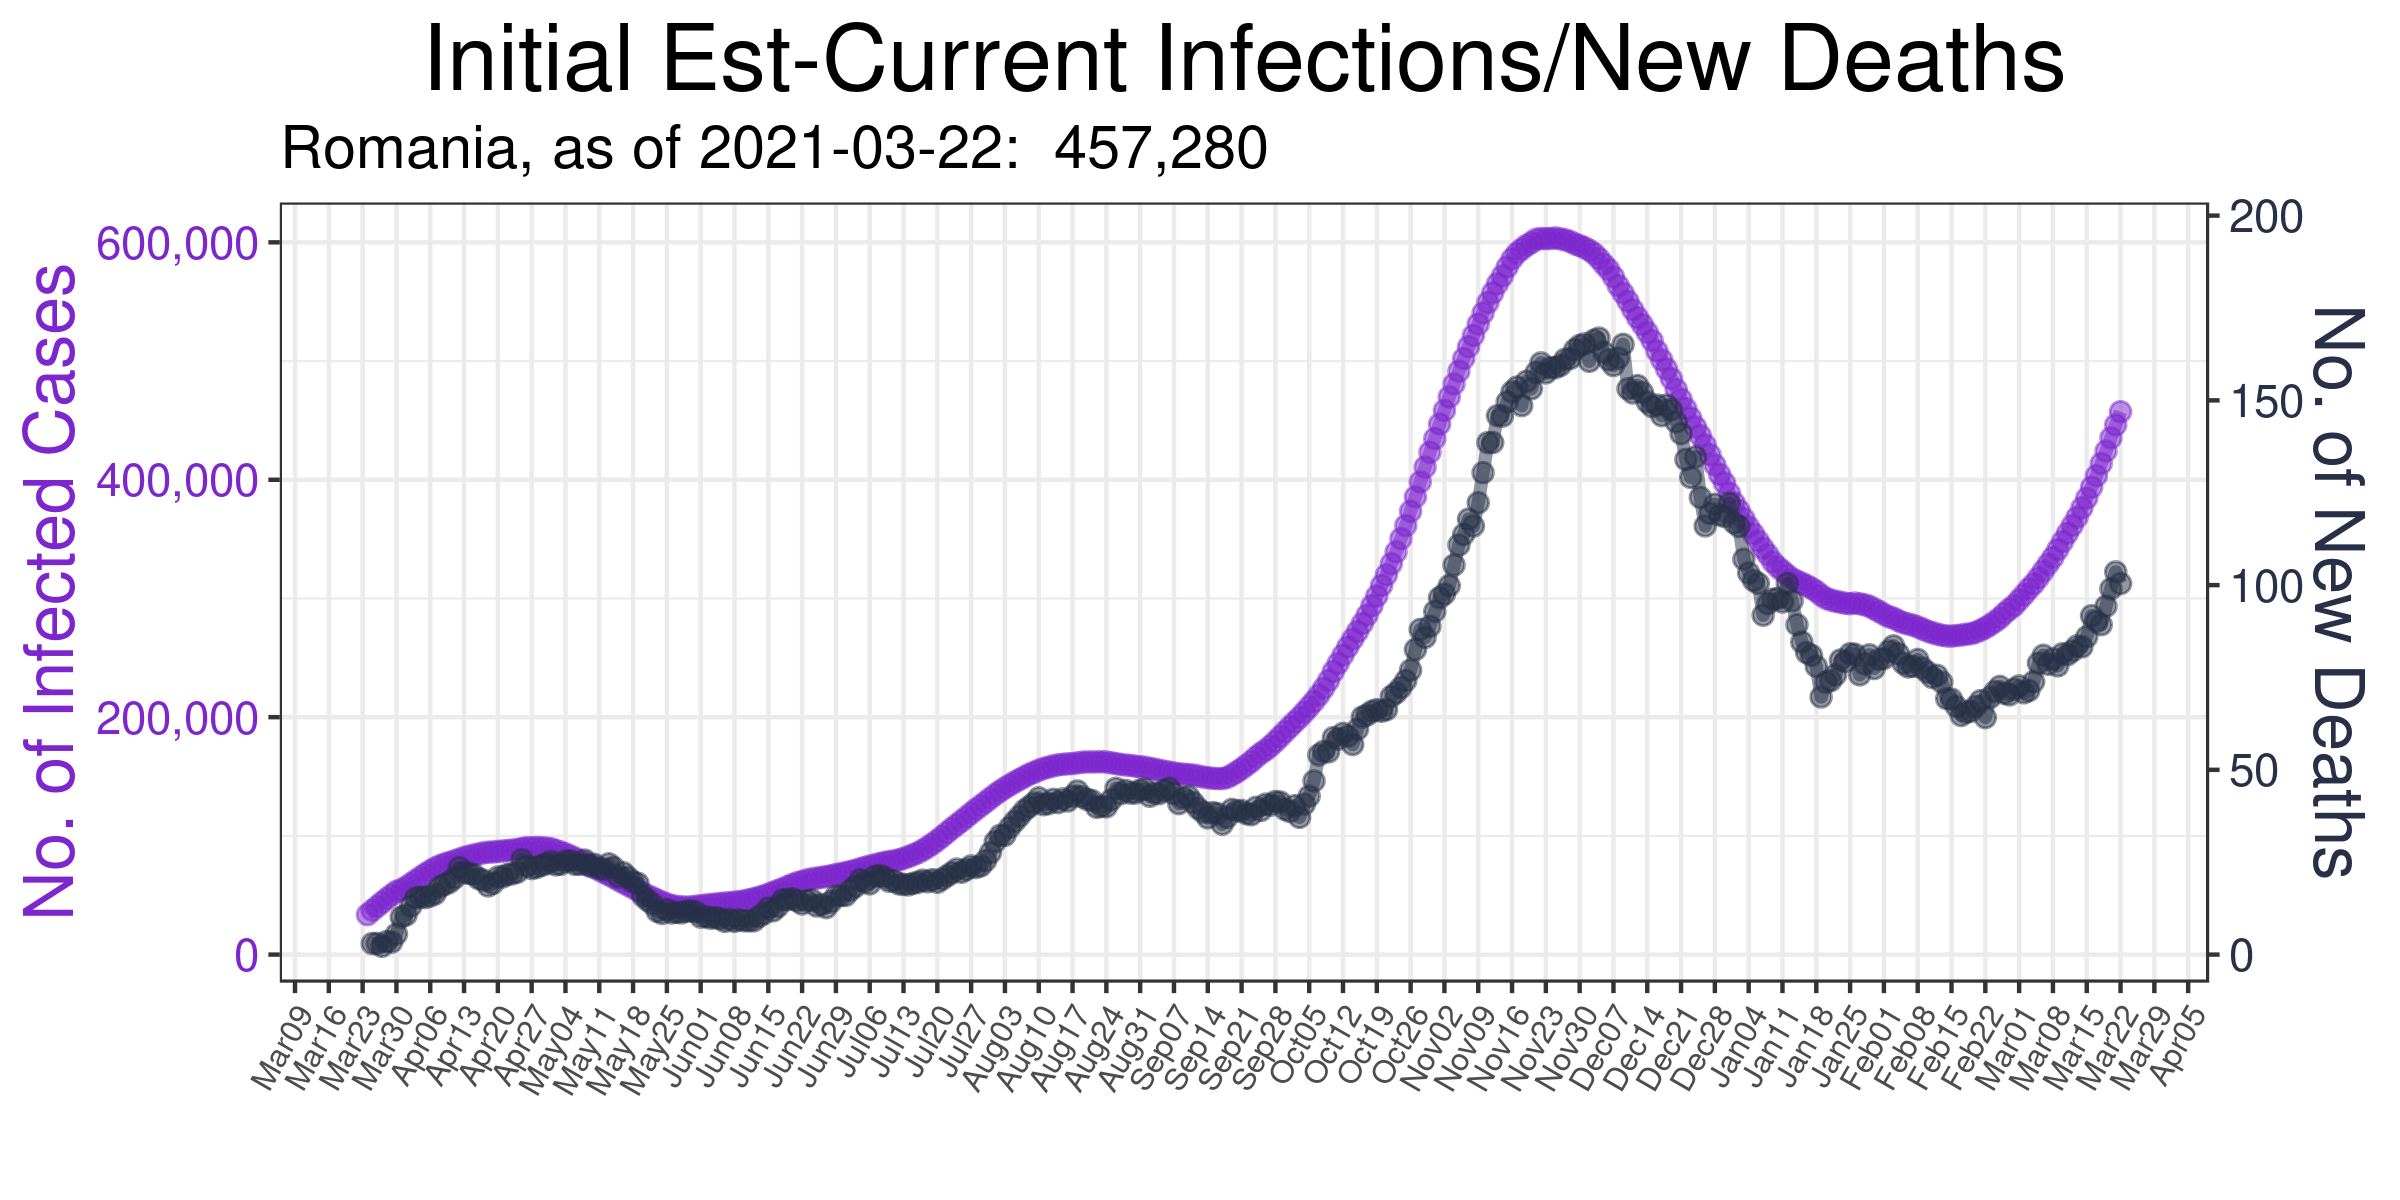 Initial Est-Current Infections/New Deaths
Romania, as of 2021-03-22:  457,280
No. of Infected Cases
600,000
400,000
200,000
0
200
150
100
50
0
No. of New Deaths
Mar09
Mar16
Mar23
Mar30
Apr06
Apr13
Apr20
Apr27
May04
May11
May18
May25
Jun01
Jun08
Jun15
Jun22
Jun29
Jul06
Jul13
Jul20
Jul27
Aug03
Aug10
Aug17
Aug24
Aug31
Sep07
Sep14
Sep21
Sep28
Oct05
Oct12
Oct19
Oct26
Nov02
Nov09
Nov16
Nov23
Nov30
Dec07
Dec14
Dec21
Dec28
Jan04
Jan11
Jan18
Jan25
Feb01
Feb08
Feb15
Feb22
Mar01
Mar08
Mar15
Mar22
Mar29
Apr05